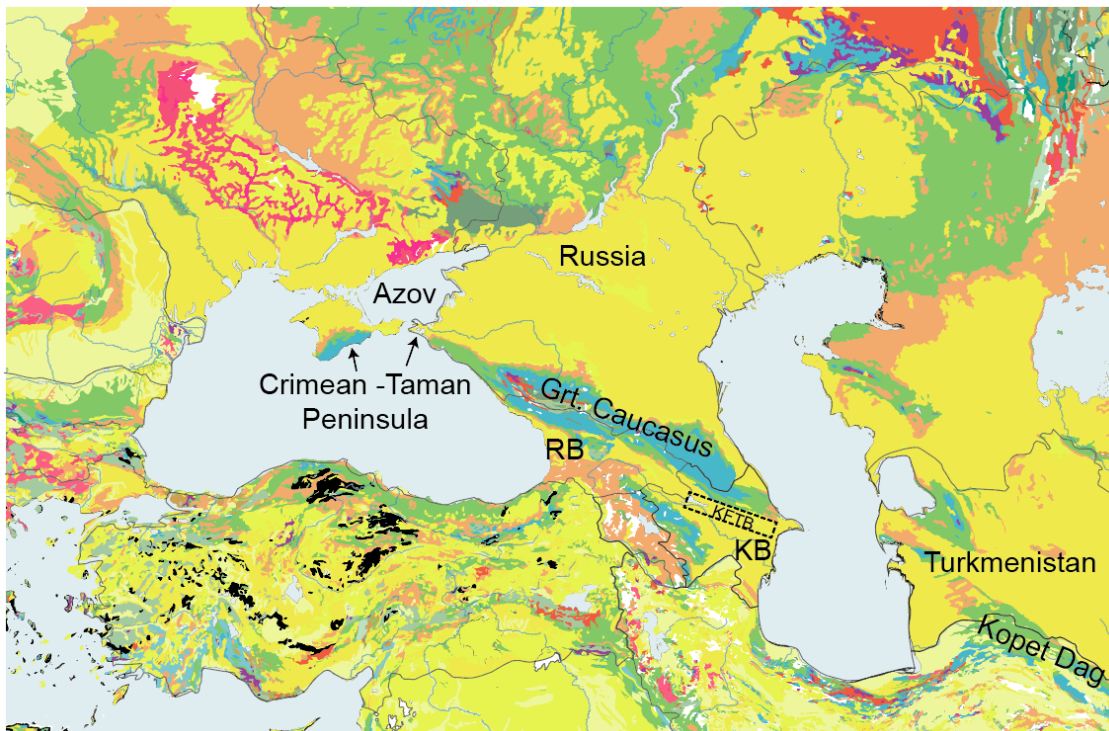 Russia
Azov
Crimean -Taman
Peninsula
Grt. Caucasus
RB
KFTB
KB
Turkmenistan
Kopet Dag